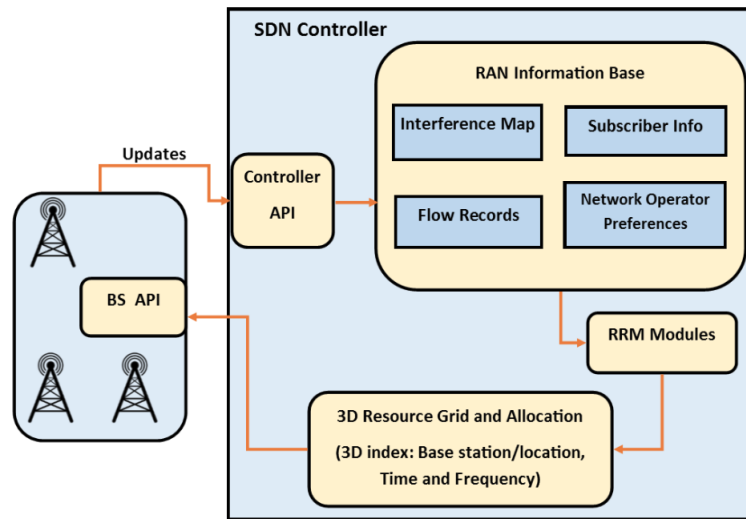 SDN Controller
RAN Information Base
Interference Map
Subscriber Info
Updates
Controller
API
Flow Records
Network Operator
Preferences
BS API
RRM Modules
3D Resource Grid and Allocation
(3D index: Base station/location,
Time and Frequency)